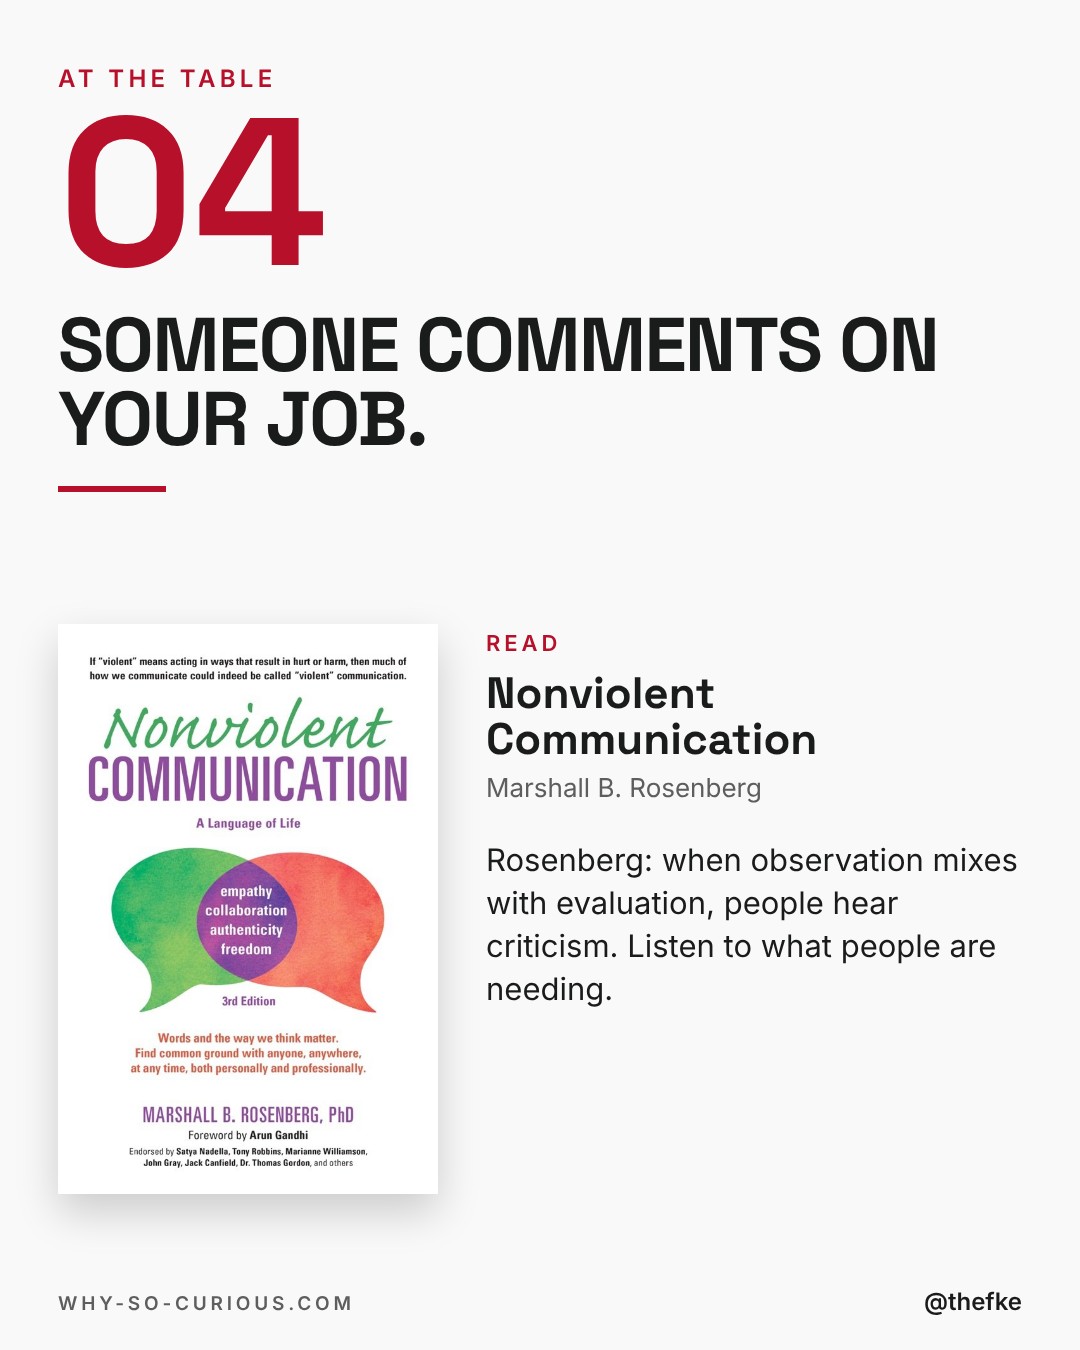 AT THE TABLE
04
SOMEONE COMMENTS ON
YOUR JOB.
If “violent” means acting in ways that result in hurt or harm, then much of
how we communicate could indeed be called “violent” communication.
Nonviolent
COMMUNICATION
A Language of Life
empathy
collaboration
authenticity
freedom
3rd Edition
Words and the way we think matter.
Find common ground with anyone, anywhere,
at any time, both personally and professionally.
MARSHALL B. ROSENBERG, PhD
Foreword by Arun Gandhi
Endorsed by Satya Nadella, Tony Robbins, Marianne Williamson,
John Gray, Jack Canfield, Dr. Thomas Gordon, and others
READ
Nonviolent
Communication
Marshall B. Rosenberg
Rosenberg: when observation mixes
with evaluation, people hear
criticism. Listen to what people are
needing.
WHY-SO-CURIOUS.COM
@thefke